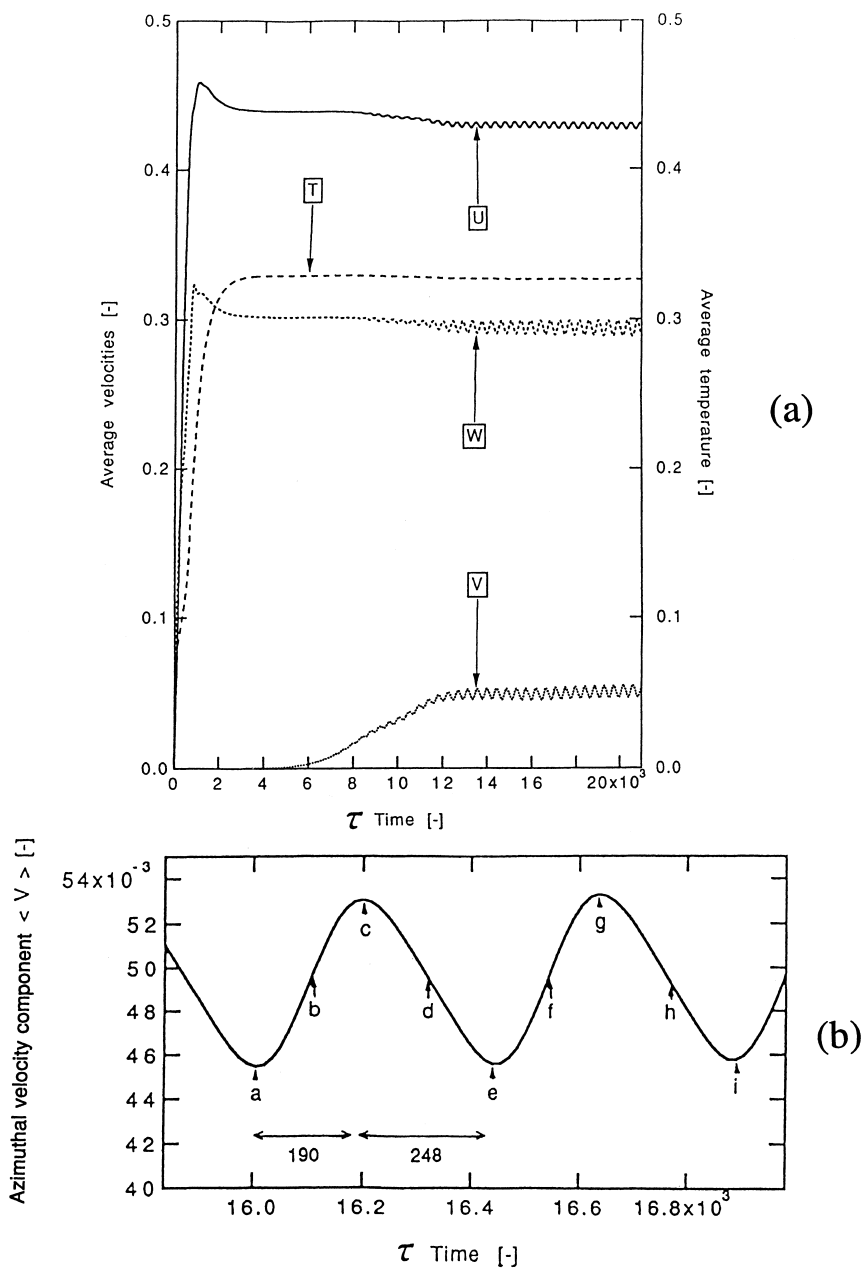 0.5
0.5
T
0.4
0.4
U
Average velocities [-]
Average temperature [-]
0.3
0.3
(a)
W
0.2
0.2
V
0.1
0.1
0.0
0.0
0 2 4 6 8 10 12 14 16 20x10³
τ Time [-]
Azimuthal velocity component < V > [-]
54x10⁻³
52
50
48
46
44
42
40
a
b
c
d
e
f
g
h
i
(b)
190
248
16.0 16.2 16.4 16.6 16.8x10³
τ Time [-]